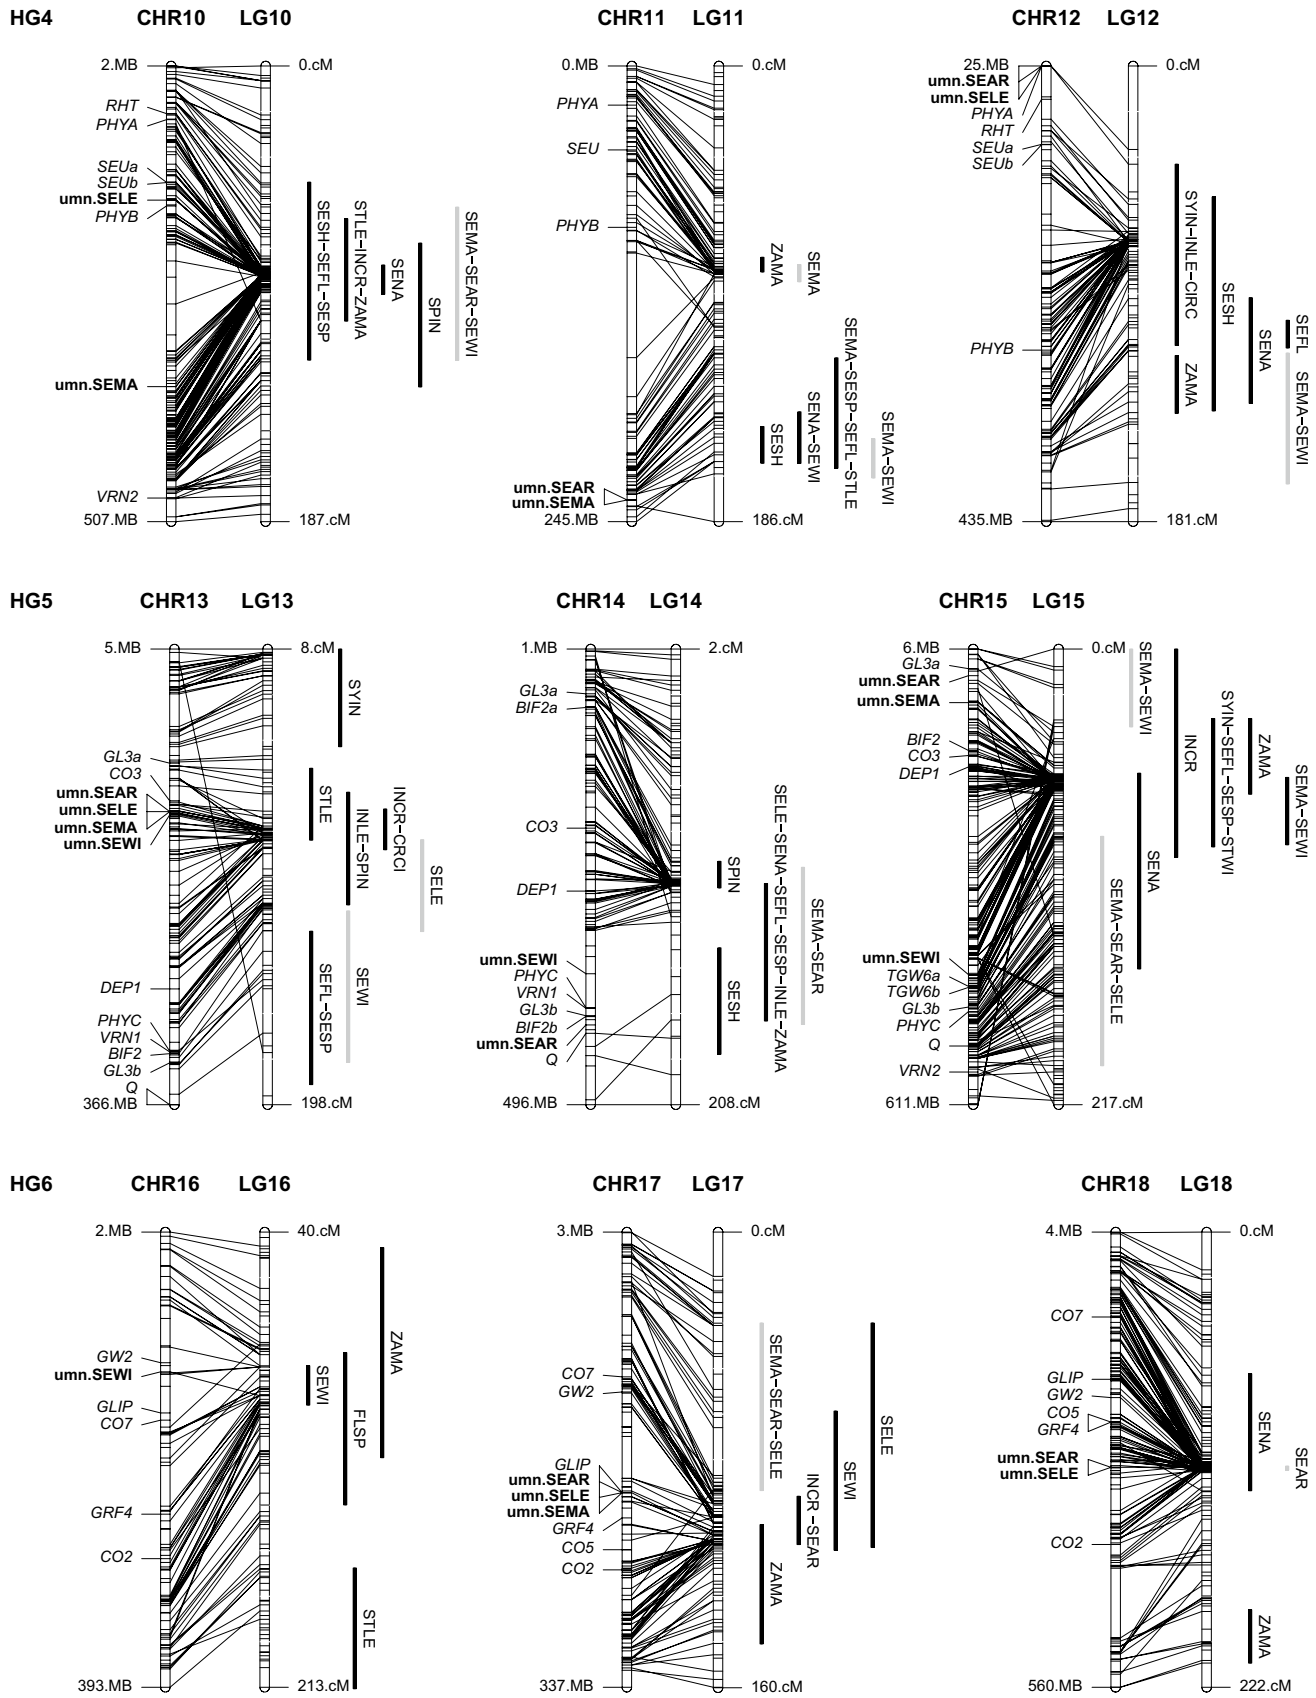 HG4 CHR10 LG10 CHR11 LG11 CHR12 LG12
2.MB
0.cM
RHT
PHYA
SEUa
SEUb
umn.SELE
PHYB
umn.SEMA
VRN2
507.MB
187.cM
SESH–SEFL–SESP
STLE–INCR–ZAMA
SENA
SPIN
SEMA–SEAR–SEWI
0.MB
0.cM
PHYA
SEU
PHYB
umn.SEAR
umn.SEMA
245.MB
186.cM
ZAMA
SEMA
SESH
SENA–SEWI
SEMA–SESP–SEFL–STLE
SEMA–SEWI
25.MB
0.cM
umn.SEAR
umn.SELE
PHYA
RHT
SEUa
SEUb
PHYB
435.MB
181.cM
SYIN–INLE–CIRC
ZAMA
SESH
SENA
SEFL
SEMA–SEWI
HG5 CHR13 LG13 CHR14 LG14 CHR15 LG15
5.MB
8.cM
GL3a
CO3
umn.SEAR
umn.SELE
umn.SEMA
umn.SEWI
DEP1
PHYC
VRN1
BIF2
GL3b
Q
366.MB
198.cM
SYIN
STLE
INLE–SPIN
INCR–CRCI
SELE
SEFL–SESP
SEWI
1.MB
2.cM
GL3a
BIF2a
CO3
DEP1
umn.SEWI
PHYC
VRN1
GL3b
BIF2b
umn.SEAR
Q
496.MB
208.cM
SPIN
SESH
SELE–SENA–SEFL–SESP–INLE–ZAMA
SEMA–SEAR
6.MB
0.cM
GL3a
umn.SEAR
umn.SEMA
BIF2
CO3
DEP1
umn.SEWI
TGW6a
TGW6b
GL3b
PHYC
Q
VRN2
611.MB
217.cM
SEMA–SEWI
SEMA–SEAR–SELE
SENA
INCR
SYIN–SEFL–SESP–STWI
ZAMA
SEMA–SEWI
HG6 CHR16 LG16 CHR17 LG17 CHR18 LG18
2.MB
40.cM
GW2
umn.SEWI
GLIP
CO7
GRF4
CO2
393.MB
213.cM
SEWI
FLSP
ZAMA
STLE
3.MB
0.cM
CO7
GW2
GLIP
umn.SEAR
umn.SELE
umn.SEMA
GRF4
CO5
CO2
337.MB
160.cM
SEMA–SEAR–SELE
ZAMA
INCR–SEAR
SEWI
SELE
4.MB
0.cM
CO7
GLIP
GW2
CO5
GRF4
umn.SEAR
umn.SELE
CO2
560.MB
222.cM
SENA
SEAR
ZAMA